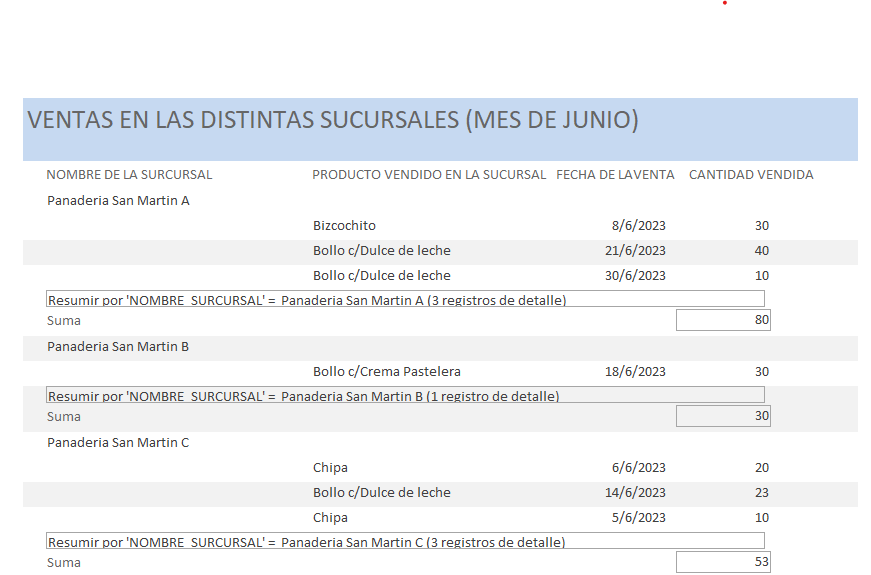 VENTAS EN LAS DISTINTAS SUCURSALES (MES DE JUNIO)
NOMBRE DE LA SURCURSAL PRODUCTO VENDIDO EN LA SUCURSAL FECHA DE LAVENTA CANTIDAD VENDIDA
Panaderia San Martin A
Bizcochito 8/6/2023 30
Bollo c/Dulce de leche 21/6/2023 40
Bollo c/Dulce de leche 30/6/2023 10
Resumir por 'NOMBRE_SURCURSAL' = Panaderia San Martin A (3 registros de detalle)
Suma 80
Panaderia San Martin B
Bollo c/Crema Pastelera 18/6/2023 30
Resumir por 'NOMBRE_SURCURSAL' = Panaderia San Martin B (1 registro de detalle)
Suma 30
Panaderia San Martin C
Chipa 6/6/2023 20
Bollo c/Dulce de leche 14/6/2023 23
Chipa 5/6/2023 10
Resumir por 'NOMBRE_SURCURSAL' = Panaderia San Martin C (3 registros de detalle)
Suma 53